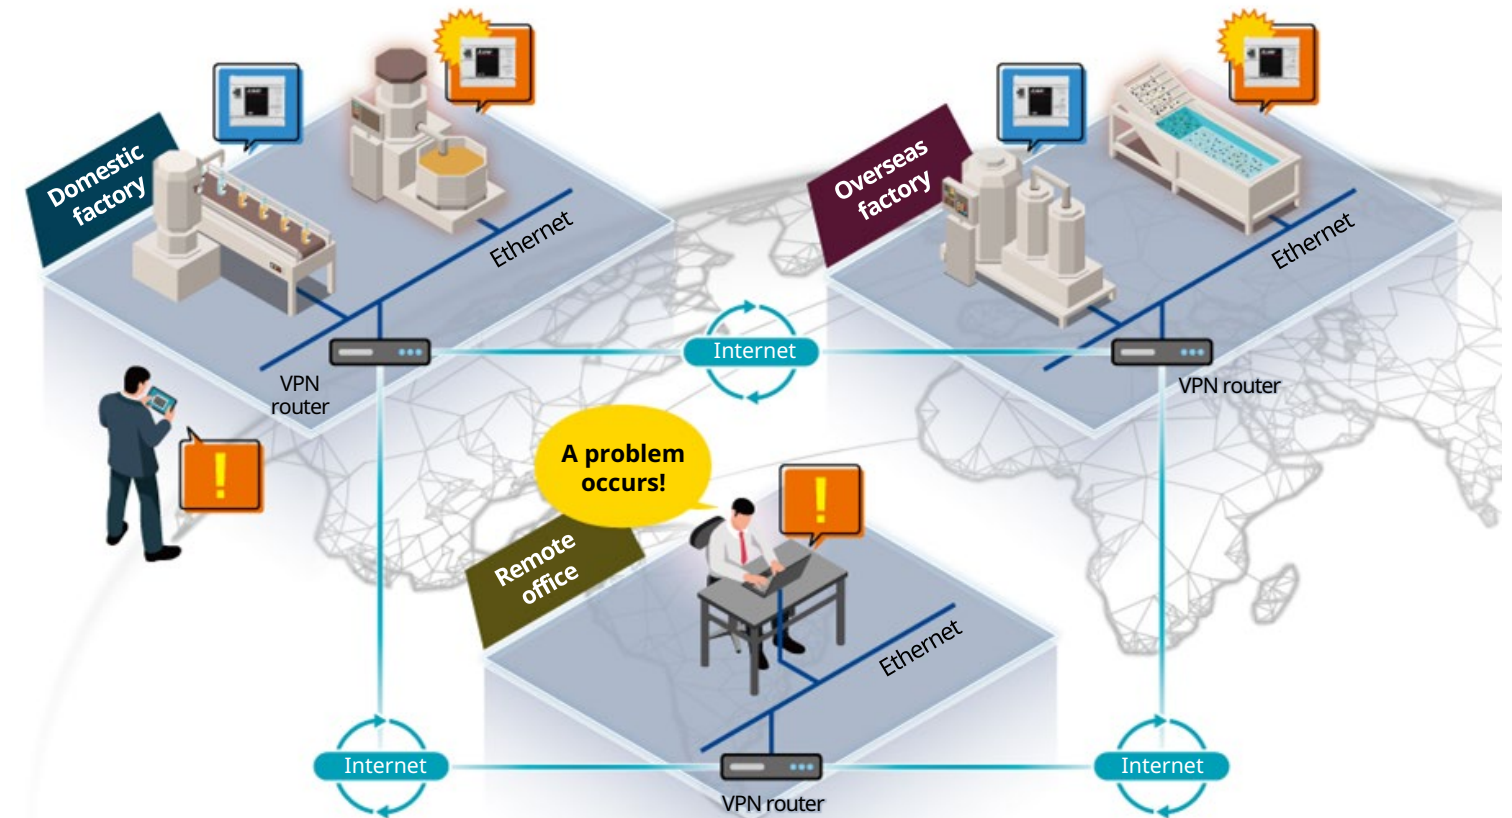 Domestic
factory
Ethernet
VPN
router
Internet
Overseas
factory
Ethernet
VPN router
A problem
occurs!
!
!
Remote
office
Ethernet
VPN router
Internet
Internet